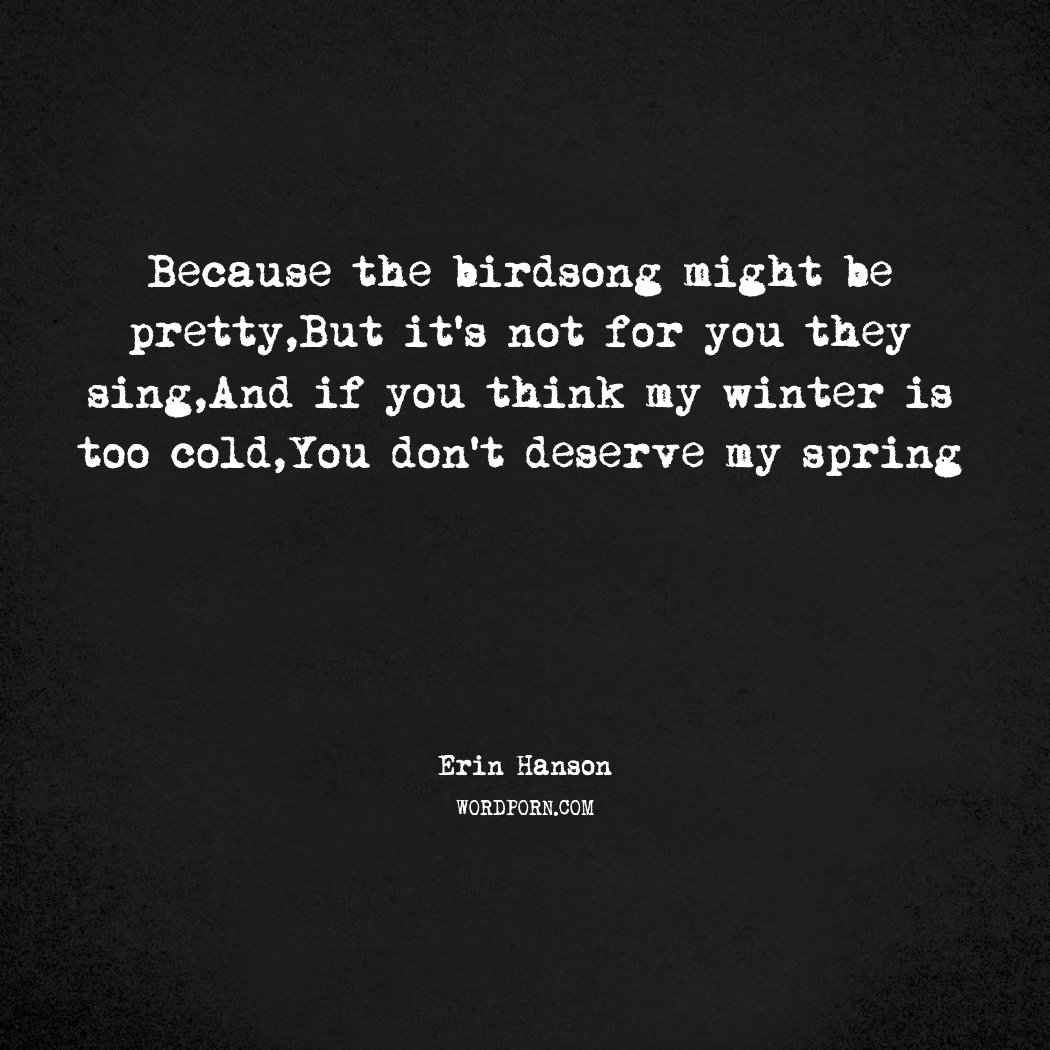 Because the birdsong might be
pretty,But it's not for you they
sing,And if you think my winter is
too cold,You don't deserve my spring
Erin Hanson
WORDPORN.COM